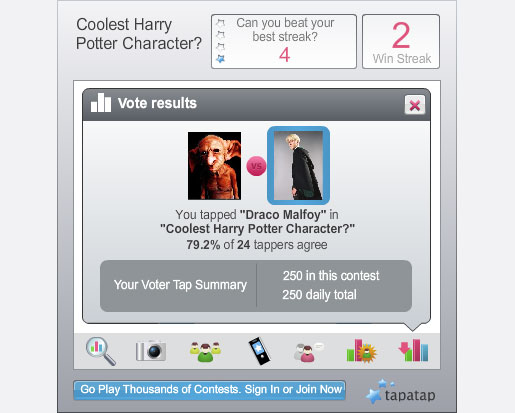 Coolest Harry
Potter Character?
Can you beat your
best streak?
4
2
Win Streak
Vote results
vs
You tapped "Draco Malfoy" in
"Coolest Harry Potter Character?"
79.2% of 24 tappers agree
Your Voter Tap Summary
250 in this contest
250 daily total
Go Play Thousands of Contests. Sign In or Join Now
tapatap